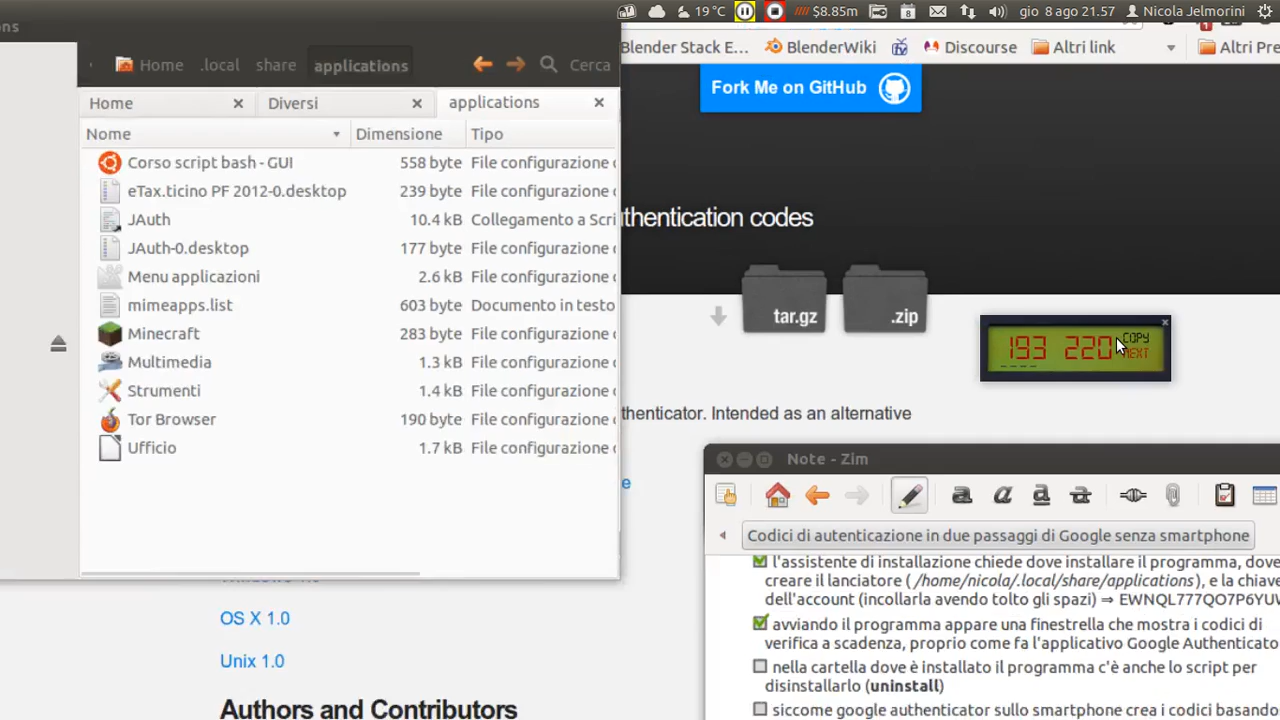 ons
19 °C
$8.85m
8
gio 8 ago 21.57
Nicola Jelmorini
Home
.local
share
applications
Cerca
Home
Diversi
applications
Nome
Dimensione
Tipo
Corso script bash - GUI 558 byte File configurazione
eTax.ticino PF 2012-0.desktop 239 byte File configurazione
JAuth 10.4 kB Collegamento a Scri
JAuth-0.desktop 177 byte File configurazione
Menu applicazioni 2.6 kB File configurazione
mimeapps.list 603 byte Documento in testo
Minecraft 283 byte File configurazione
Multimedia 1.3 kB File configurazione
Strumenti 1.4 kB File configurazione
Tor Browser 190 byte File configurazione
Ufficio 1.7 kB File configurazione
Blender Stack E...
BlenderWiki
Discourse
Altri link
Altri Pre
Fork Me on GitHub
uthentication codes
tar.gz
.zip
193 220
COPY
NEXT
thenticator. Intended as an alternative
e
OS X 1.0
Unix 1.0
Authors and Contributors
Note - Zim
Codici di autenticazione in due passaggi di Google senza smartphone
l'assistente di installazione chiede dove installare il programma, dove
creare il lanciatore (/home/nicola/.local/share/applications), e la chiave
dell'account (incollarla avendo tolto gli spazi) ⇒ EWNQL777QO7P6YUW
avviando il programma appare una finestrella che mostra i codici di
verifica a scadenza, proprio come fa l'applicativo Google Authenticato
nella cartella dove è installato il programma c'è anche lo script per
disinstallarlo (uninstall)
siccome google authenticator sullo smartphone crea i codici basando